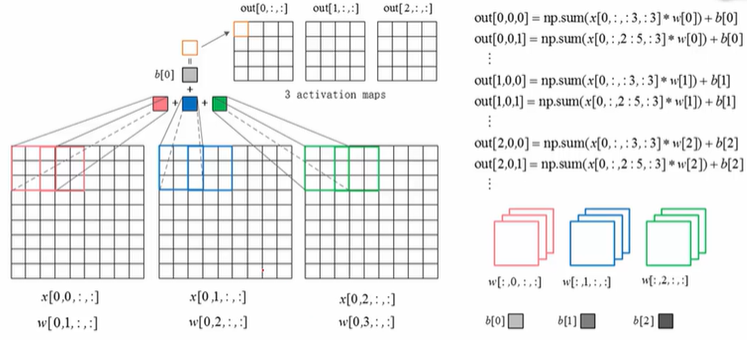 out[0,:,:] out[1,:,:] out[2,:,:]
=
b[0]
+
+ +
3 activation maps
x[0,0,:,:] x[0,1,:,:] x[0,2,:,:]
w[0,1,:,:] w[0,2,:,:] w[0,3,:,:]
out[0,0,0] = np.sum(x[0,:,:3,:3]* w[0]) + b[0]
out[0,0,1] = np.sum(x[0,:,2:5,:3]* w[0]) + b[0]
⋮
out[1,0,0] = np.sum(x[0,:,:3,:3]* w[1]) + b[1]
out[1,0,1] = np.sum(x[0,:,2:5,:3]* w[1]) + b[1]
⋮
out[2,0,0] = np.sum(x[0,:,:3,:3]* w[2]) + b[2]
out[2,0,1] = np.sum(x[0,:,2:5,:3]* w[2]) + b[2]
⋮
w[:,0,:,:] w[:,1,:,:] w[:,2,:,:]
b[0] b[1] b[2]